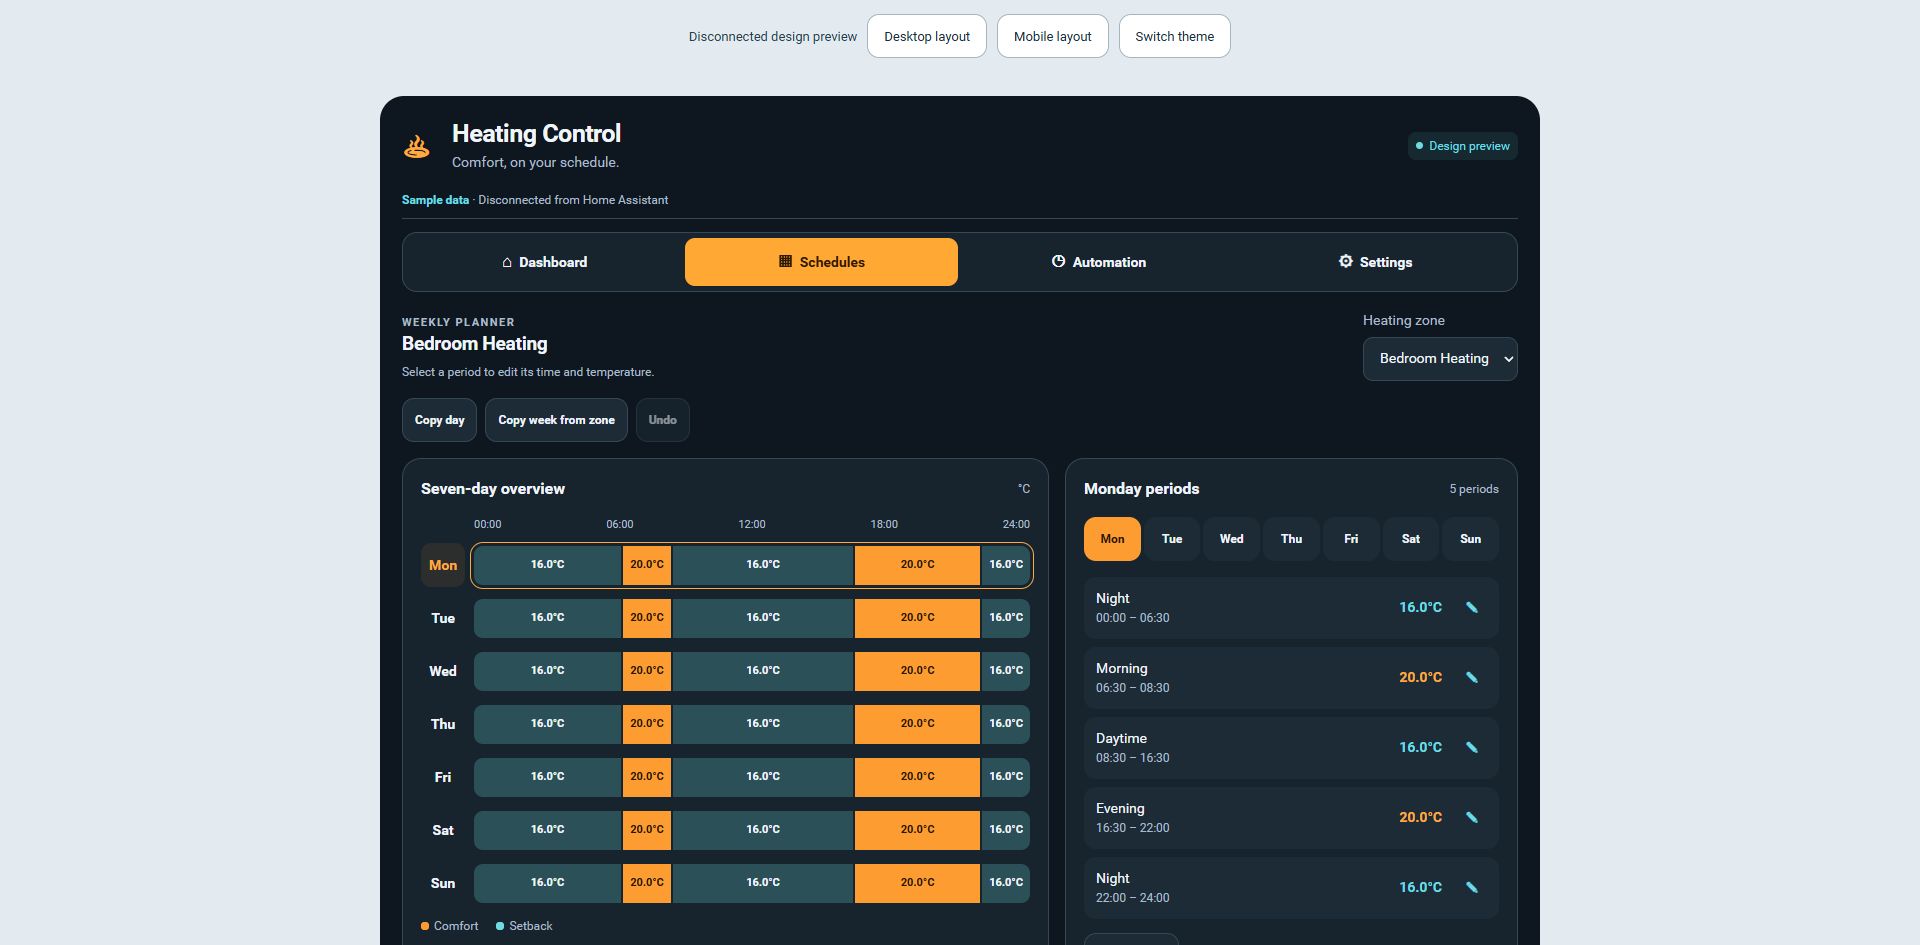 Disconnected design preview Desktop layout Mobile layout Switch theme
Heating Control
Comfort, on your schedule.
Design preview
Sample data · Disconnected from Home Assistant
Dashboard Schedules Automation Settings
WEEKLY PLANNER
Bedroom Heating
Select a period to edit its time and temperature.
Heating zone
Bedroom Heating
Copy day Copy week from zone Undo
Seven-day overview °C
00:00 06:00 12:00 18:00 24:00
Mon 16.0°C 20.0°C 16.0°C 20.0°C 16.0°C
Tue 16.0°C 20.0°C 16.0°C 20.0°C 16.0°C
Wed 16.0°C 20.0°C 16.0°C 20.0°C 16.0°C
Thu 16.0°C 20.0°C 16.0°C 20.0°C 16.0°C
Fri 16.0°C 20.0°C 16.0°C 20.0°C 16.0°C
Sat 16.0°C 20.0°C 16.0°C 20.0°C 16.0°C
Sun 16.0°C 20.0°C 16.0°C 20.0°C 16.0°C
Comfort Setback
Monday periods 5 periods
Mon Tue Wed Thu Fri Sat Sun
Night
00:00 – 06:30
16.0°C
Morning
06:30 – 08:30
20.0°C
Daytime
08:30 – 16:30
16.0°C
Evening
16:30 – 22:00
20.0°C
Night
22:00 – 24:00
16.0°C